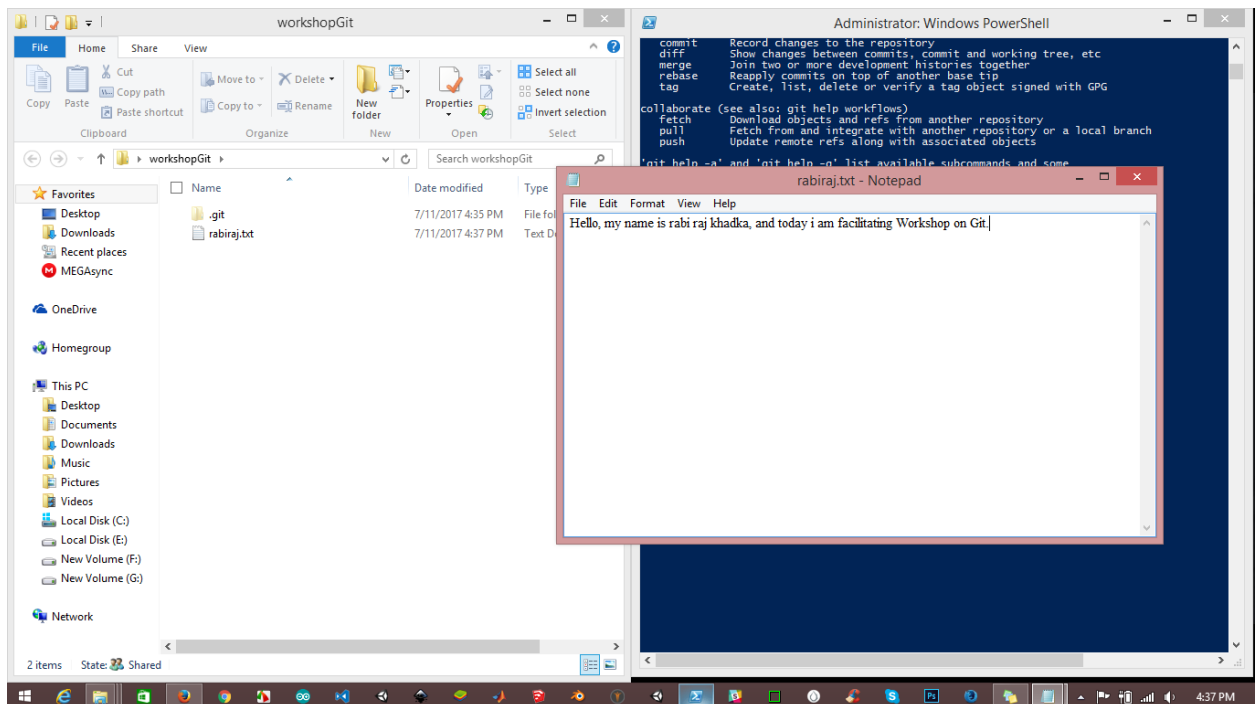 workshopGit
File Home Share View
Cut
Copy path
Paste shortcut
Copy Paste
Clipboard
Move to
Copy to
Delete
Rename
Organize
New folder
New
Properties
Open
Select all
Select none
Invert selection
Select
workshopGit
Search workshopGit
Favorites
Desktop
Downloads
Recent places
MEGAsync
OneDrive
Homegroup
This PC
Desktop
Documents
Downloads
Music
Pictures
Videos
Local Disk (C:)
Local Disk (E:)
New Volume (F:)
New Volume (G:)
Network
Name Date modified Type
.git 7/11/2017 4:35 PM File fol
rabiraj.txt 7/11/2017 4:37 PM Text D
2 items State: Shared
Administrator: Windows PowerShell
commit Record changes to the repository
diff Show changes between commits, commit and working tree, etc
merge Join two or more development histories together
rebase Reapply commits on top of another base tip
tag Create, list, delete or verify a tag object signed with GPG
collaborate (see also: git help workflows)
fetch Download objects and refs from another repository
pull Fetch from and integrate with another repository or a local branch
push Update remote refs along with associated objects
'git help -a' and 'git help -g' list available subcommands and some
rabiraj.txt - Notepad
File Edit Format View Help
Hello, my name is rabi raj khadka, and today i am facilitating Workshop on Git.
Ps
4:37 PM